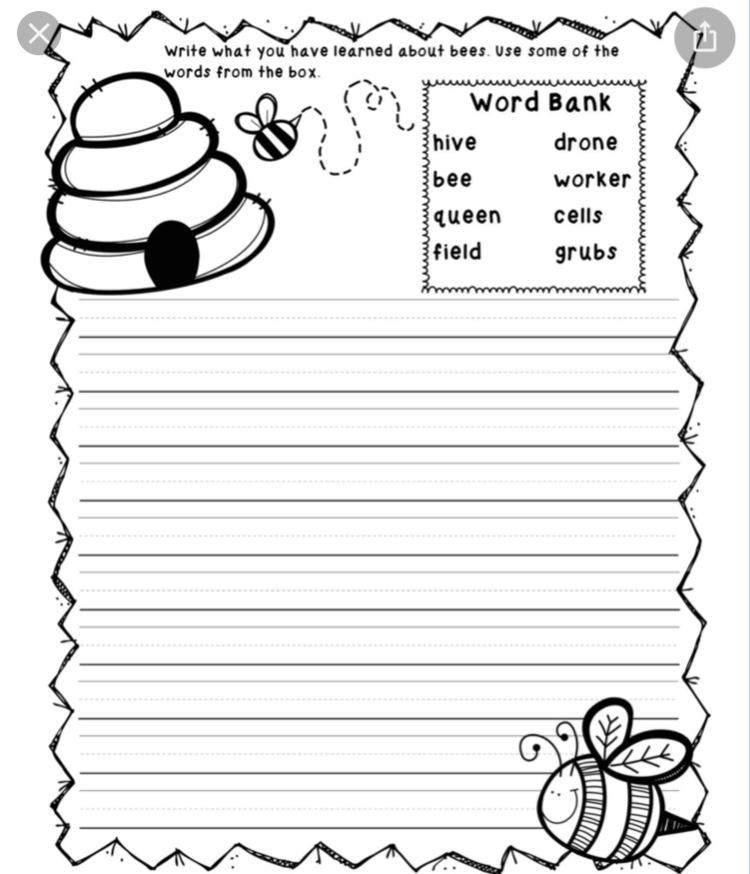 Write what you have learned about bees. Use some of the
words from the box.
Word Bank
hive drone
bee worker
queen cells
field grubs